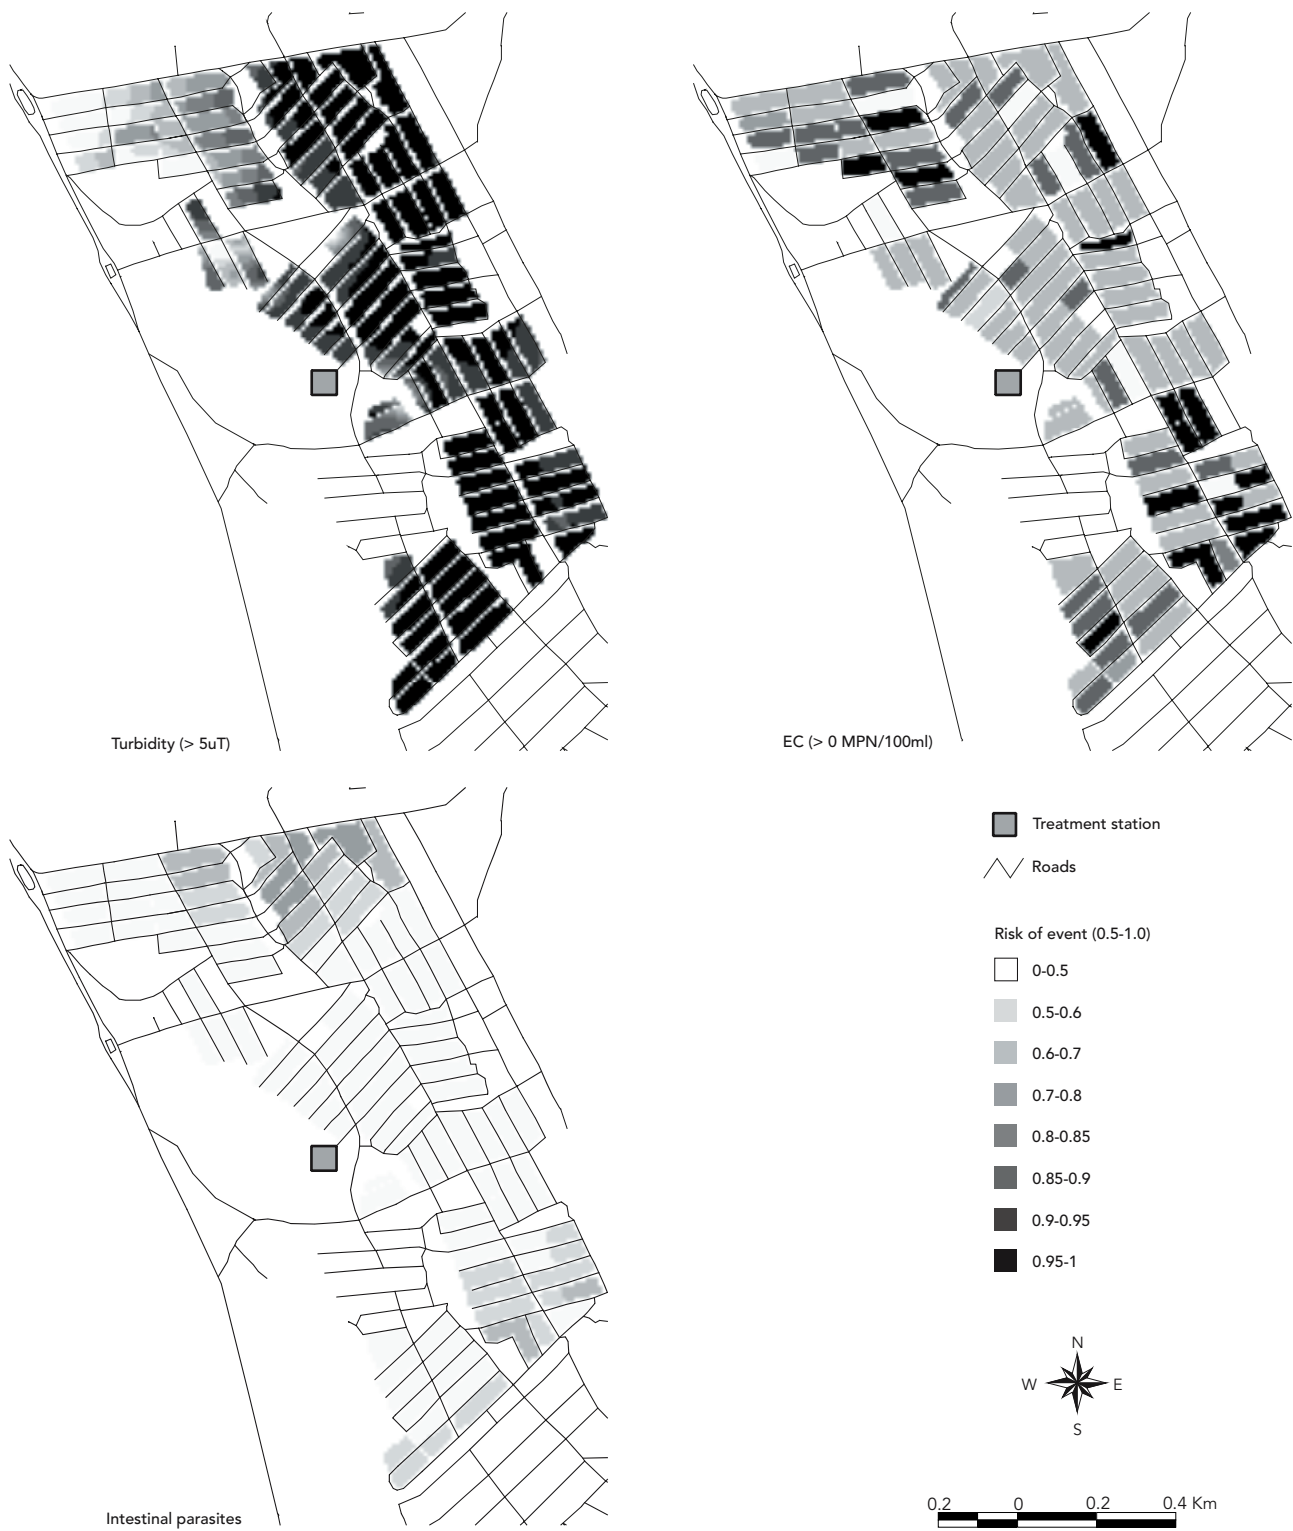 Turbidity (> 5uT)
EC (> 0 MPN/100ml)
Treatment station
Roads
Risk of event (0.5-1.0)
0-0.5
0.5-0.6
0.6-0.7
0.7-0.8
0.8-0.85
0.85-0.9
0.9-0.95
0.95-1
N
W E
S
0.2 0 0.2 0.4 Km
Intestinal parasites